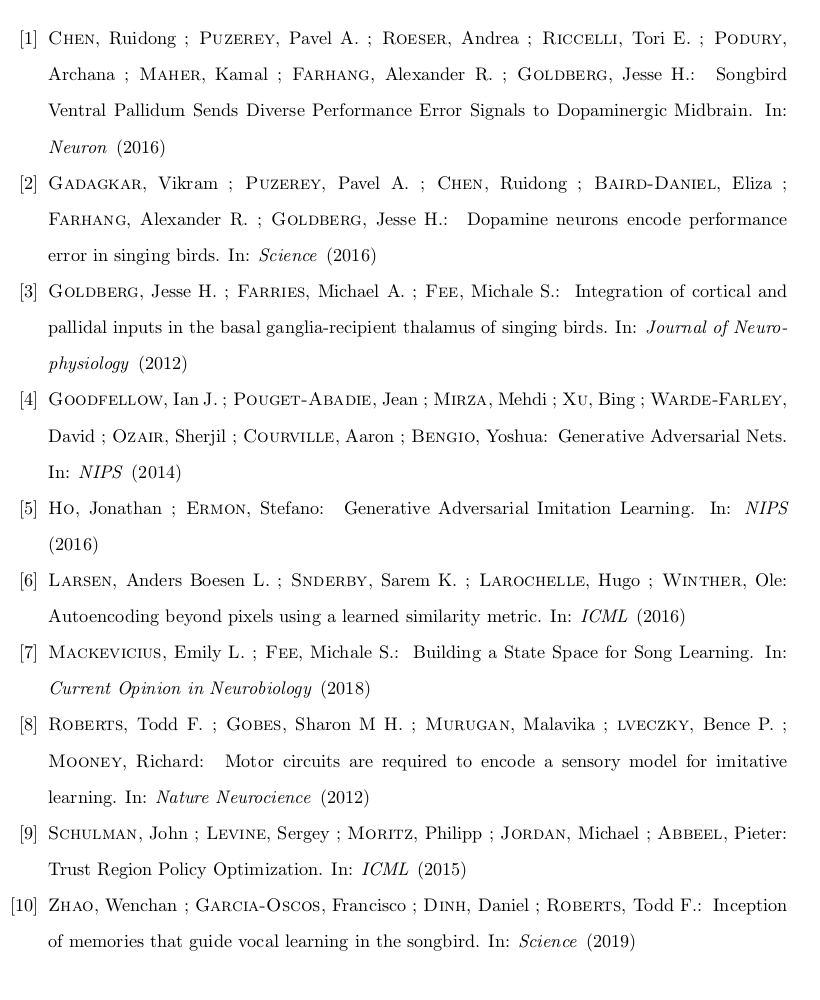 [1] Chen, Ruidong ; Puzerey, Pavel A. ; Roeser, Andrea ; Riccelli, Tori E. ; Podury,
Archana ; Maher, Kamal ; Farhang, Alexander R. ; Goldberg, Jesse H.: Songbird
Ventral Pallidum Sends Diverse Performance Error Signals to Dopaminergic Midbrain. In:
Neuron (2016)
[2] Gadagkar, Vikram ; Puzerey, Pavel A. ; Chen, Ruidong ; Baird-Daniel, Eliza ;
Farhang, Alexander R. ; Goldberg, Jesse H.: Dopamine neurons encode performance
error in singing birds. In: Science (2016)
[3] Goldberg, Jesse H. ; Farries, Michael A. ; Fee, Michale S.: Integration of cortical and
pallidal inputs in the basal ganglia-recipient thalamus of singing birds. In: Journal of Neuro-
physiology (2012)
[4] Goodfellow, Ian J. ; Pouget-Abadie, Jean ; Mirza, Mehdi ; Xu, Bing ; Warde-Farley,
David ; Ozair, Sherjil ; Courville, Aaron ; Bengio, Yoshua: Generative Adversarial Nets.
In: NIPS (2014)
[5] Ho, Jonathan ; Ermon, Stefano: Generative Adversarial Imitation Learning. In: NIPS
(2016)
[6] Larsen, Anders Boesen L. ; Snderby, Sarem K. ; Larochelle, Hugo ; Winther, Ole:
Autoencoding beyond pixels using a learned similarity metric. In: ICML (2016)
[7] Mackevicius, Emily L. ; Fee, Michale S.: Building a State Space for Song Learning. In:
Current Opinion in Neurobiology (2018)
[8] Roberts, Todd F. ; Gobes, Sharon M H. ; Murugan, Malavika ; lveczky, Bence P. ;
Mooney, Richard: Motor circuits are required to encode a sensory model for imitative
learning. In: Nature Neurocience (2012)
[9] Schulman, John ; Levine, Sergey ; Moritz, Philipp ; Jordan, Michael ; Abbeel, Pieter:
Trust Region Policy Optimization. In: ICML (2015)
[10] Zhao, Wenchan ; Garcia-Oscos, Francisco ; Dinh, Daniel ; Roberts, Todd F.: Inception
of memories that guide vocal learning in the songbird. In: Science (2019)